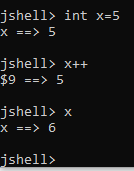 jshell> int x=5
x ==> 5
jshell> x++
$9 ==> 5
jshell> x
x ==> 6
jshell>